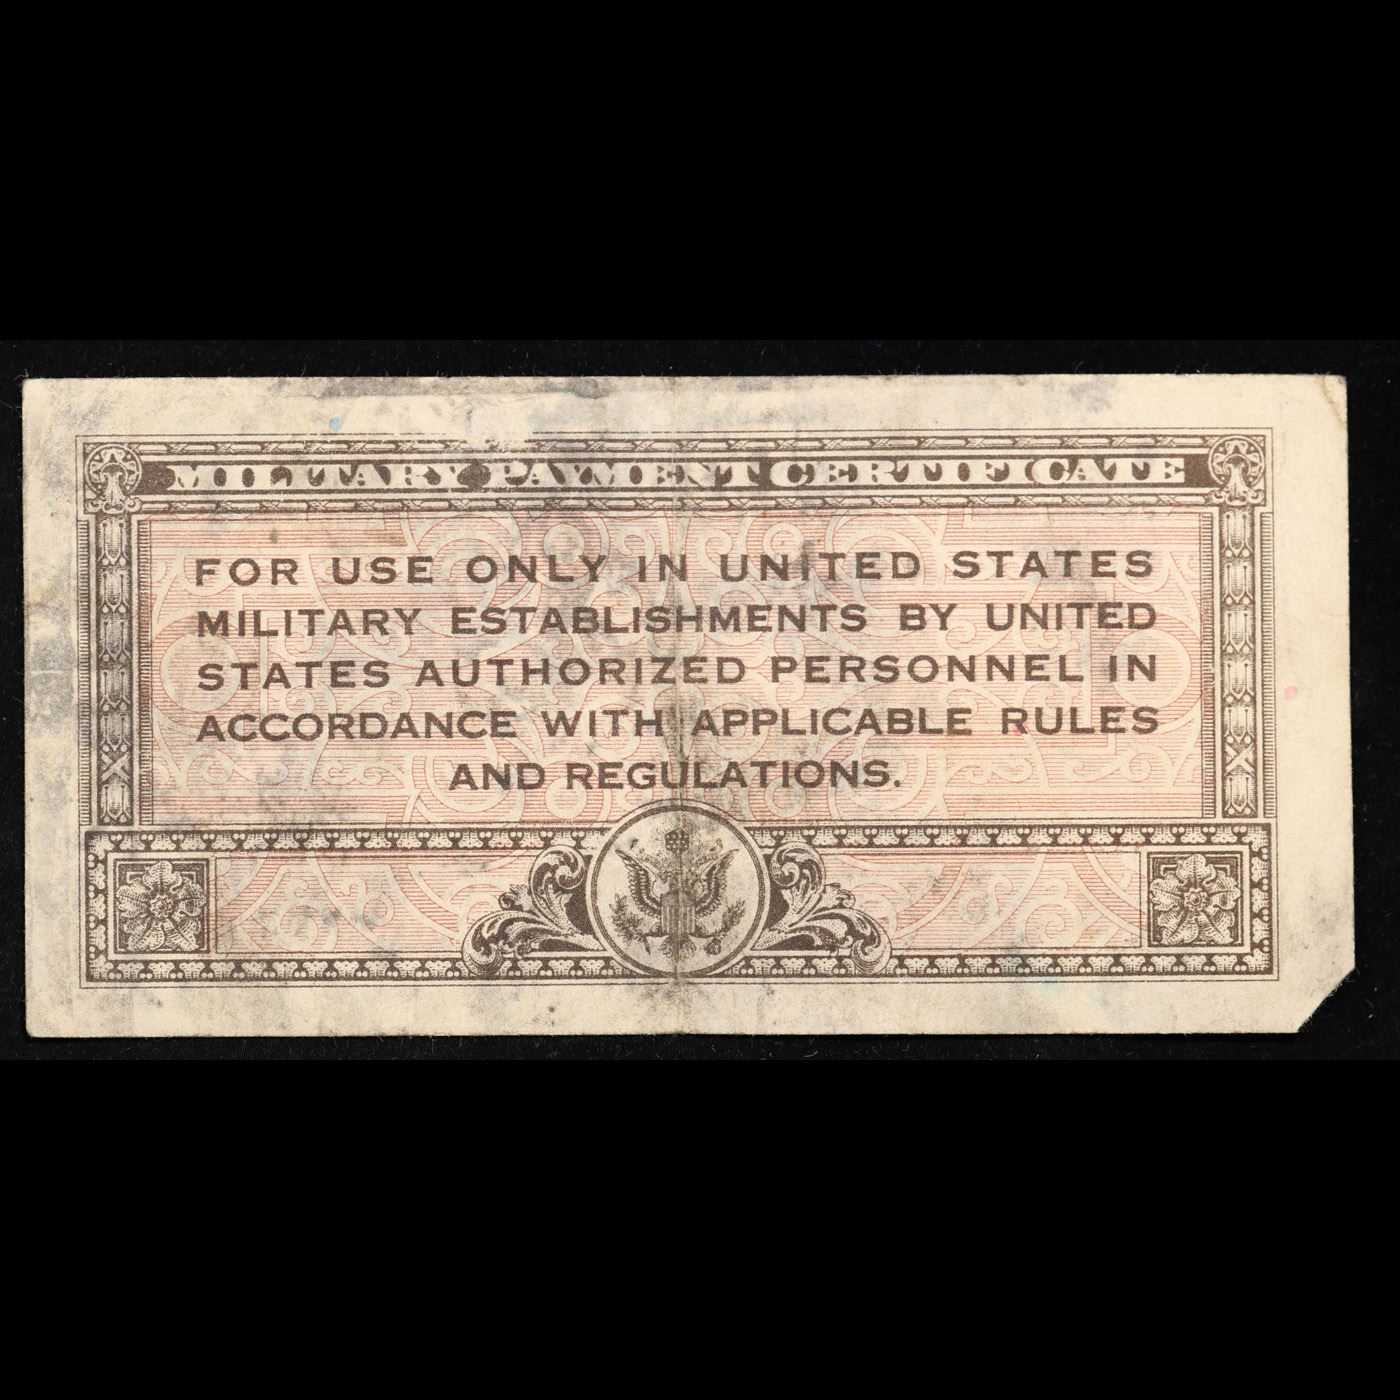 MILITARY PAYMENT CERTIFICATE
FOR USE ONLY IN UNITED STATES
MILITARY ESTABLISHMENTS BY UNITED
STATES AUTHORIZED PERSONNEL IN
ACCORDANCE WITH APPLICABLE RULES
AND REGULATIONS.